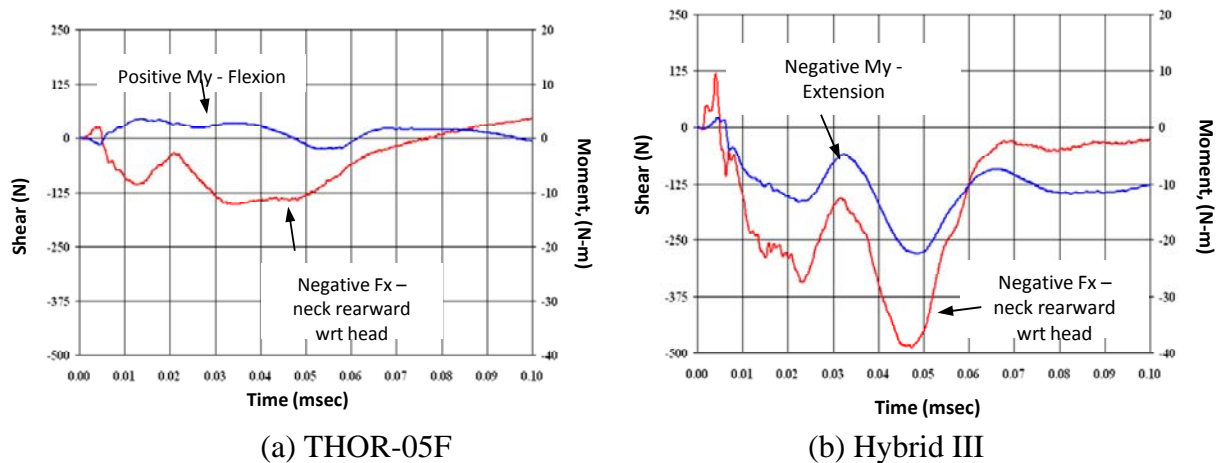 250
125
0
-125
-250
-375
-500
Shear (N)
Positive My - Flexion
Negative Fx –
neck rearward
wrt head
20
10
0
-10
-20
-30
-40
Moment, (N-m)
0.00 0.01 0.02 0.03 0.04 0.05 0.06 0.07 0.08 0.09 0.10
Time (msec)
(a) THOR-05F
250
125
0
-125
-250
-375
-500
Shear (N)
Negative My -
Extension
Negative Fx –
neck rearward
wrt head
20
10
0
-10
-20
-30
-40
Moment, (N-m)
0.00 0.01 0.02 0.03 0.04 0.05 0.06 0.07 0.08 0.09 0.10
Time (msec)
(b) Hybrid III